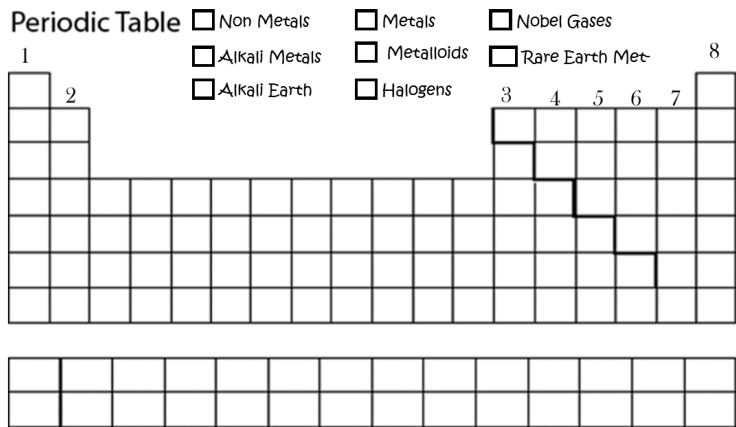 Periodic Table
Non Metals
Metals
Nobel Gases
Alkali Metals
Metalloids
Rare Earth Met-
Alkali Earth
Halogens
1
2
3
4
5
6
7
8